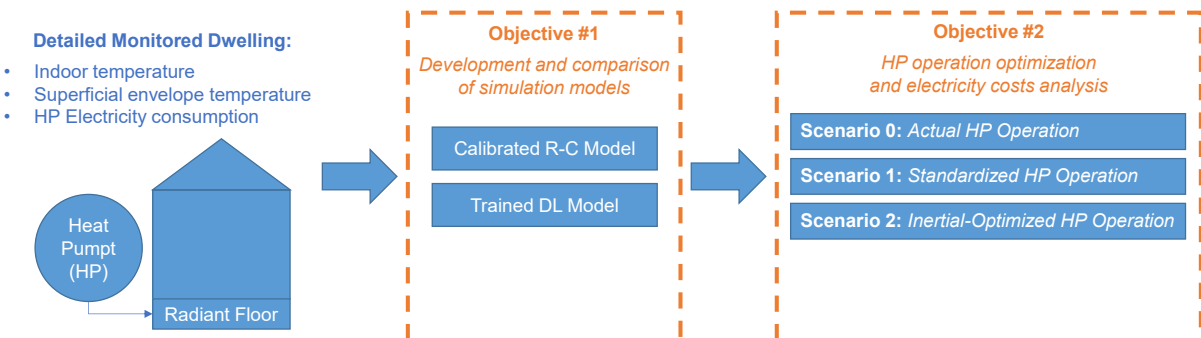 Detailed Monitored Dwelling:
• Indoor temperature
• Superficial envelope temperature
• HP Electricity consumption
Heat
Pumpt
(HP)
Radiant Floor
Objective #1
Development and comparison
of simulation models
Calibrated R-C Model
Trained DL Model
Objective #2
HP operation optimization
and electricity costs analysis
Scenario 0: Actual HP Operation
Scenario 1: Standardized HP Operation
Scenario 2: Inertial-Optimized HP Operation